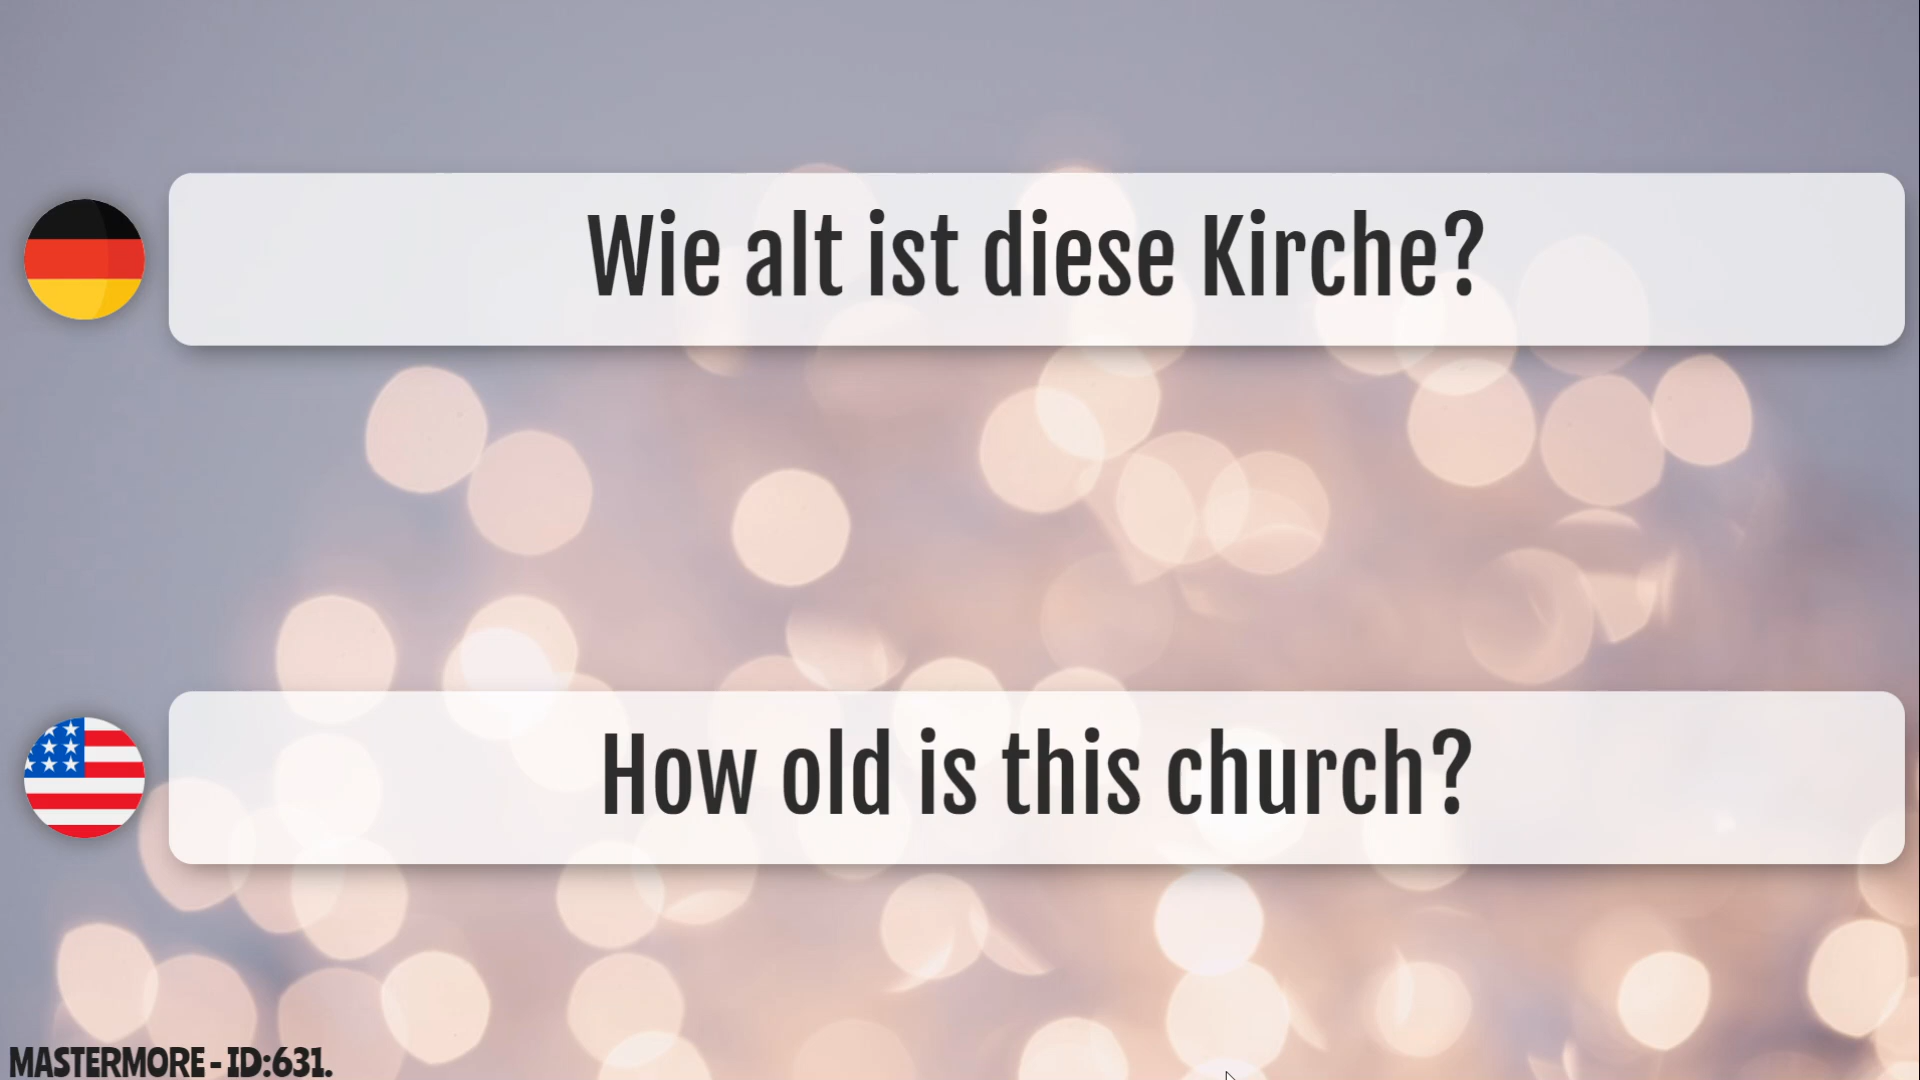 Wie alt ist diese Kirche?
How old is this church?
MASTERMORE - ID:631.